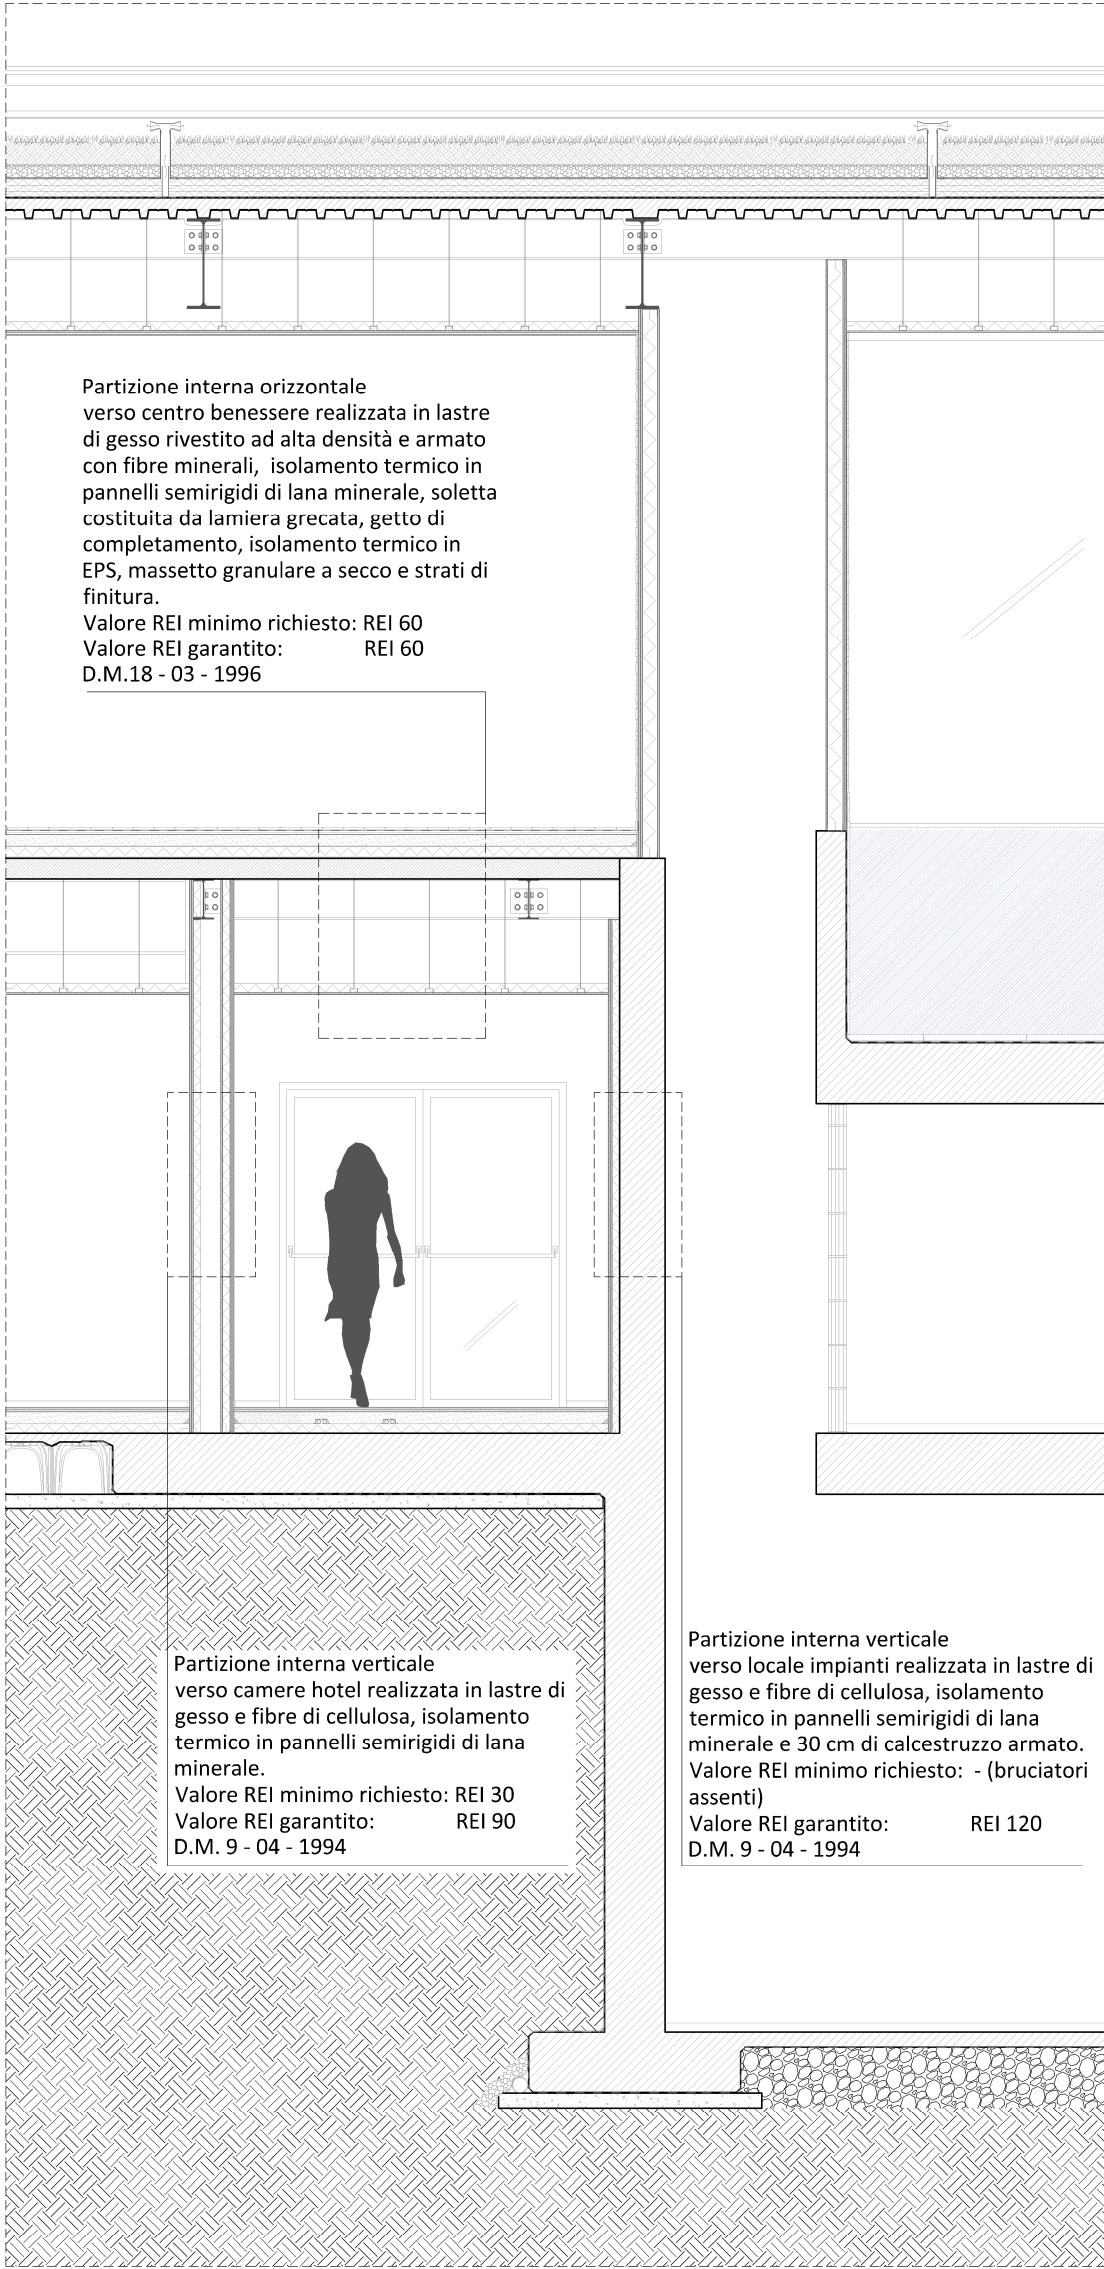 Partizione interna orizzontale
verso centro benessere realizzata in lastre
di gesso rivestito ad alta densità e armato
con fibre minerali,  isolamento termico in
pannelli semirigidi di lana minerale, soletta
costituita da lamiera grecata, getto di
completamento, isolamento termico in
EPS, massetto granulare a secco e strati di
finitura.
Valore REI minimo richiesto: REI 60
Valore REI garantito: REI 60
D.M.18 - 03 - 1996
Partizione interna verticale
verso camere hotel realizzata in lastre di
gesso e fibre di cellulosa, isolamento
termico in pannelli semirigidi di lana
minerale.
Valore REI minimo richiesto: REI 30
Valore REI garantito: REI 90
D.M. 9 - 04 - 1994
Partizione interna verticale
verso locale impianti realizzata in lastre di
gesso e fibre di cellulosa, isolamento
termico in pannelli semirigidi di lana
minerale e 30 cm di calcestruzzo armato.
Valore REI minimo richiesto:  - (bruciatori
assenti)
Valore REI garantito: REI 120
D.M. 9 - 04 - 1994